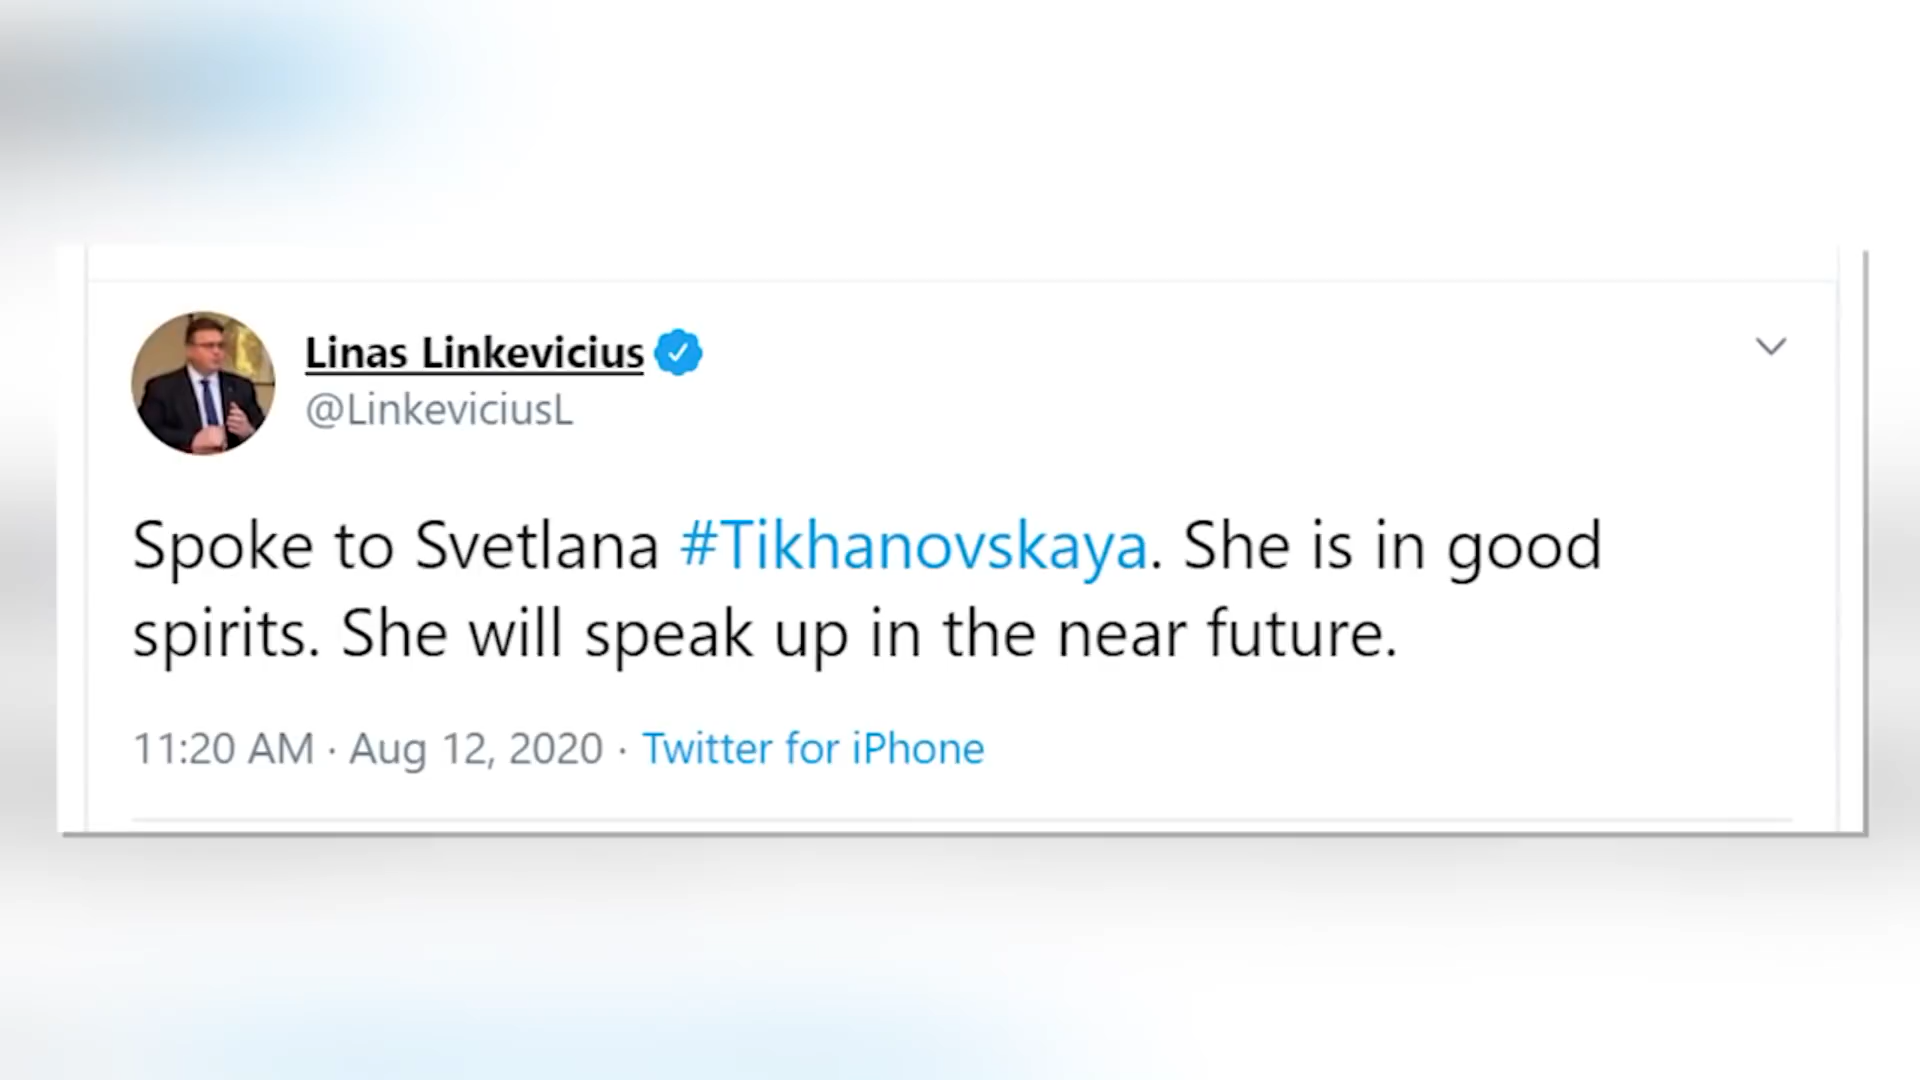 Linas Linkevicius
@LinkeviciusL
Spoke to Svetlana #Tikhanovskaya. She is in good
spirits. She will speak up in the near future.
11:20 AM · Aug 12, 2020 · Twitter for iPhone